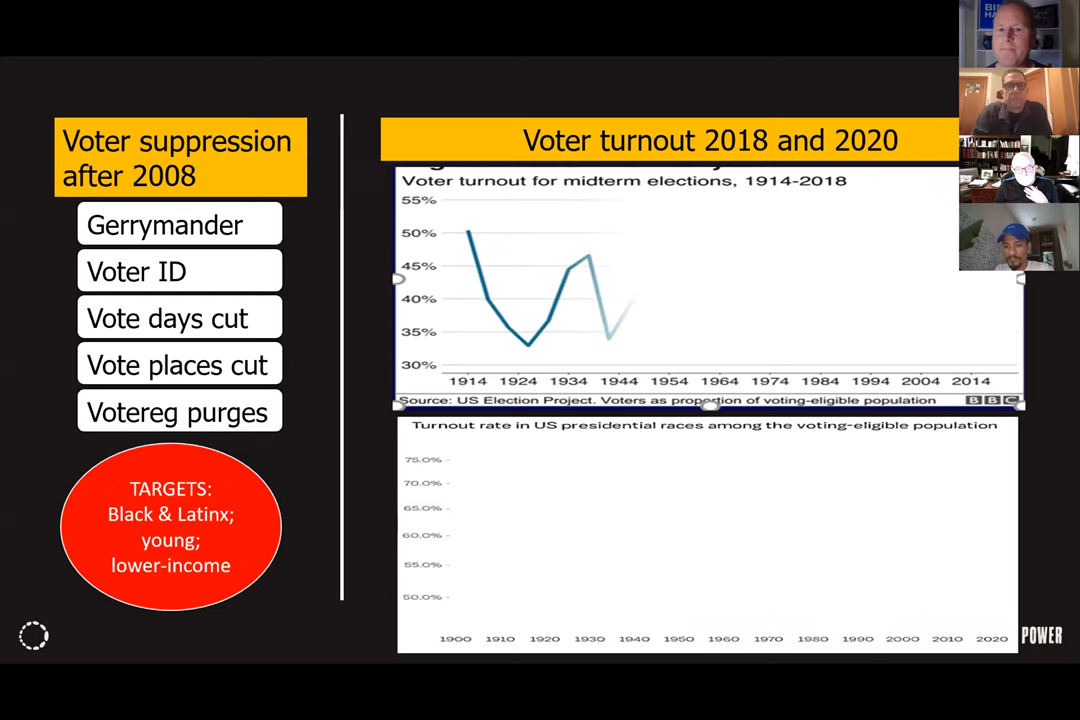 Voter suppression
after 2008
Gerrymander
Voter ID
Vote days cut
Vote places cut
Votereg purges
TARGETS:
Black & Latinx;
young;
lower-income
Voter turnout 2018 and 2020
Voter turnout for midterm elections, 1914-2018
55%
50%
45%
40%
35%
30%
1914 1924 1934 1944 1954 1964 1974 1984 1994 2004 2014
Source: US Election Project. Voters as proportion of voting-eligible population
BBC
Turnout rate in US presidential races among the voting-eligible population
75.0%
70.0%
65.0%
60.0%
55.0%
50.0%
1900 1910 1920 1930 1940 1950 1960 1970 1980 1990 2000 2010 2020
POWER